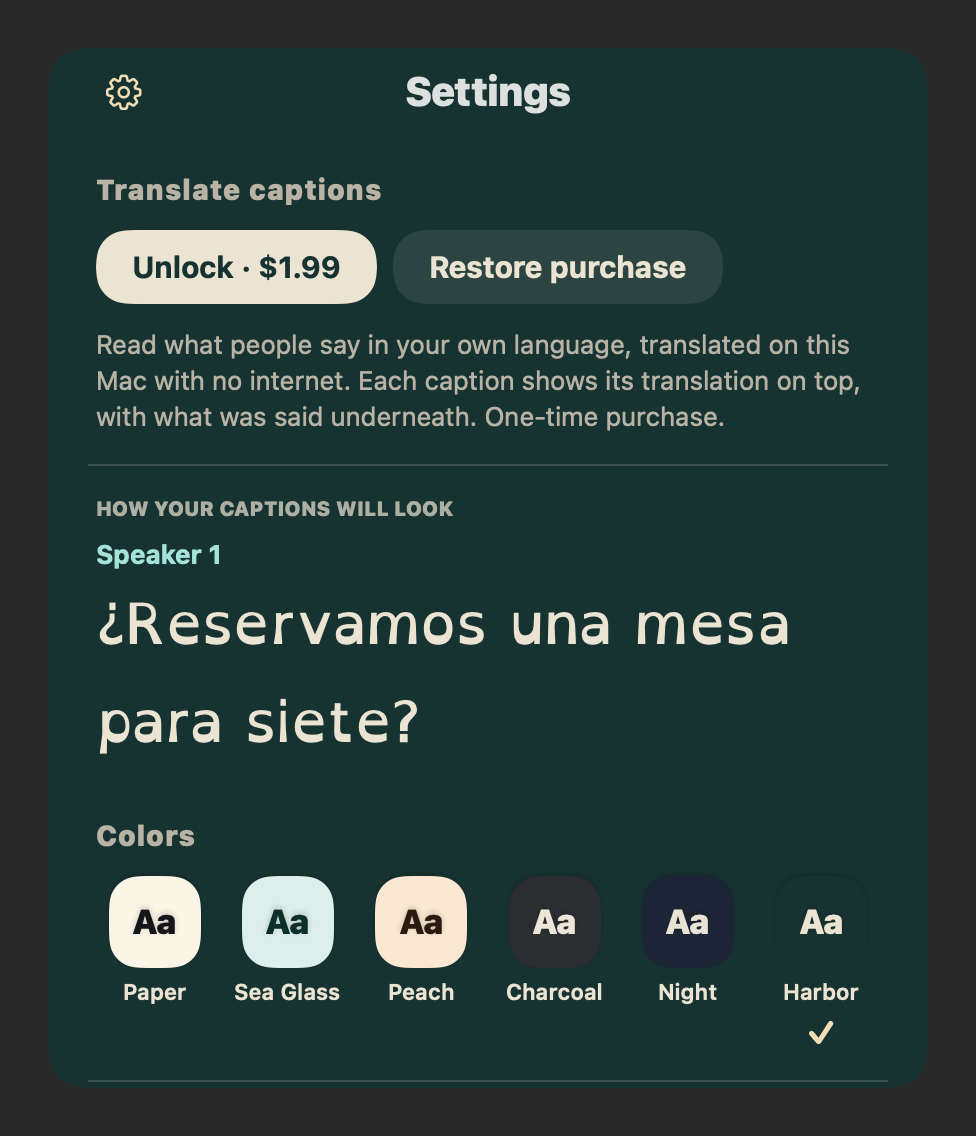 Settings
Translate captions
Unlock · $1.99
Restore purchase
Read what people say in your own language, translated on this
Mac with no internet. Each caption shows its translation on top,
with what was said underneath. One-time purchase.
HOW YOUR CAPTIONS WILL LOOK
Speaker 1
¿Reservamos una mesa
para siete?
Colors
Aa Aa Aa Aa Aa Aa
Paper Sea Glass Peach Charcoal Night Harbor